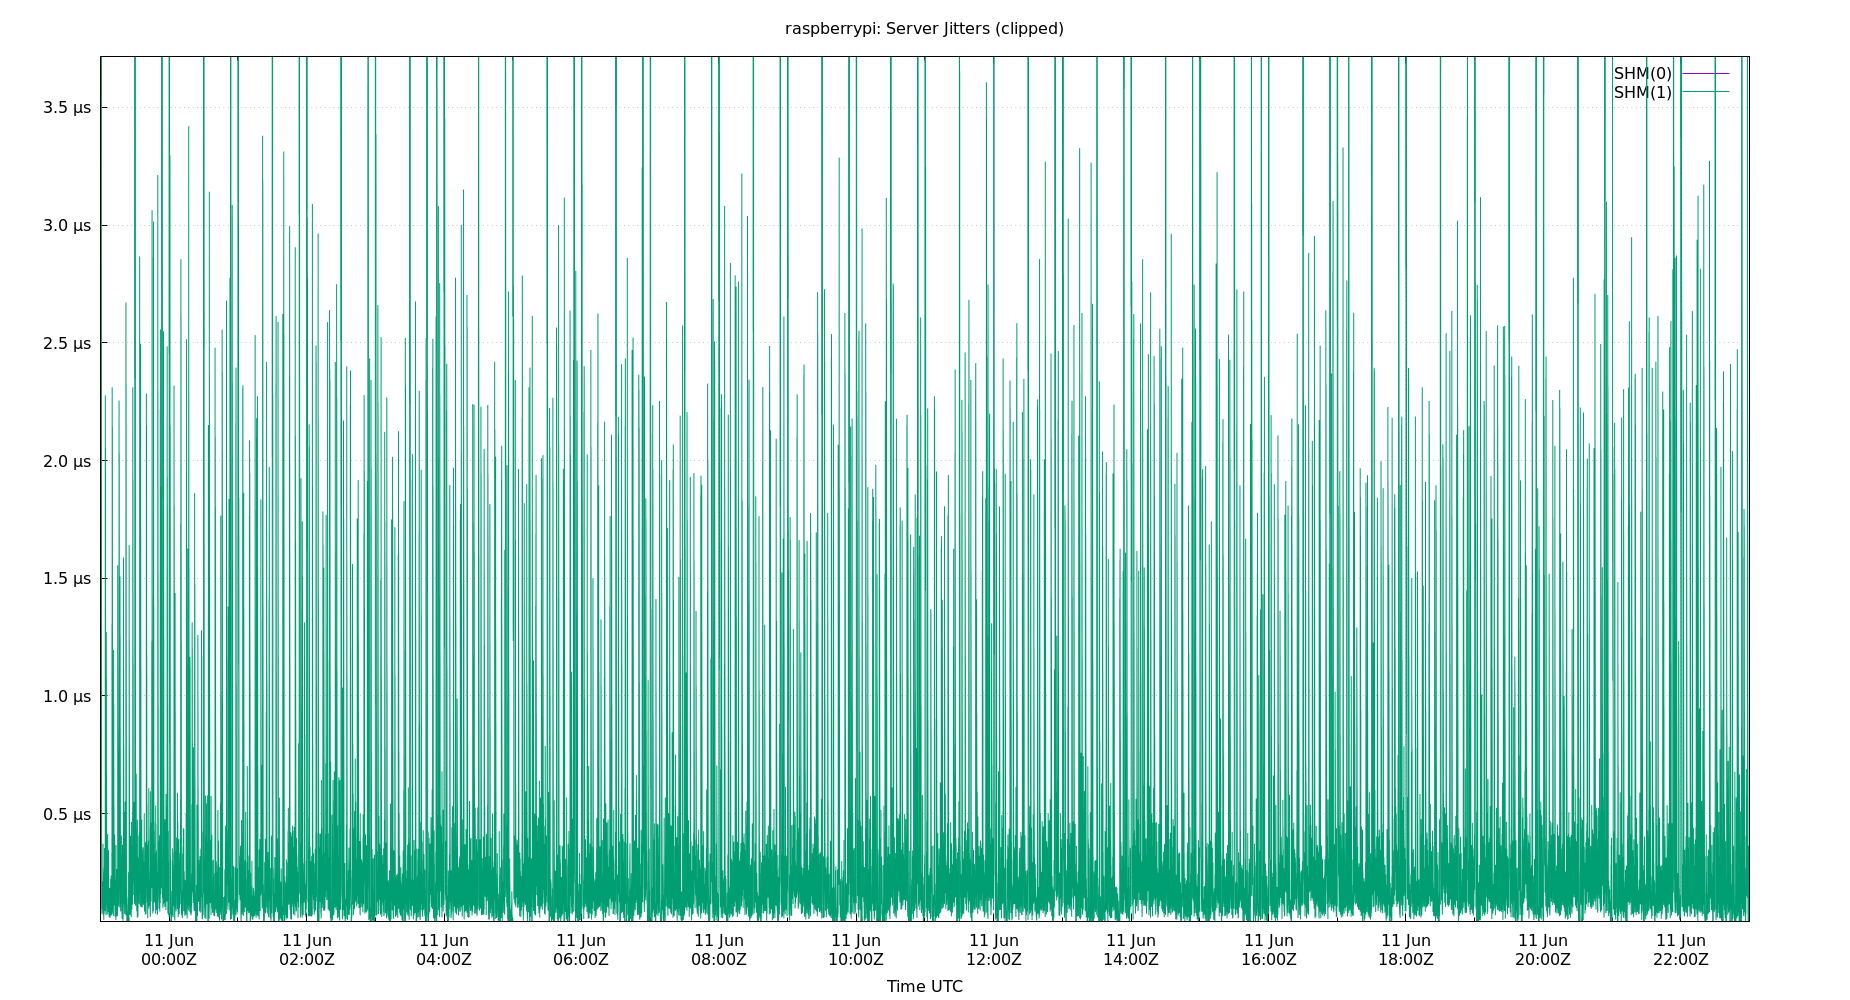 raspberrypi: Server Jitters (clipped)
SHM(0)
SHM(1)
3.5 µs
3.0 µs
2.5 µs
2.0 µs
1.5 µs
1.0 µs
0.5 µs
11 Jun 11 Jun 11 Jun 11 Jun 11 Jun 11 Jun 11 Jun 11 Jun 11 Jun 11 Jun 11 Jun 11 Jun
00:00Z 02:00Z 04:00Z 06:00Z 08:00Z 10:00Z 12:00Z 14:00Z 16:00Z 18:00Z 20:00Z 22:00Z
Time UTC